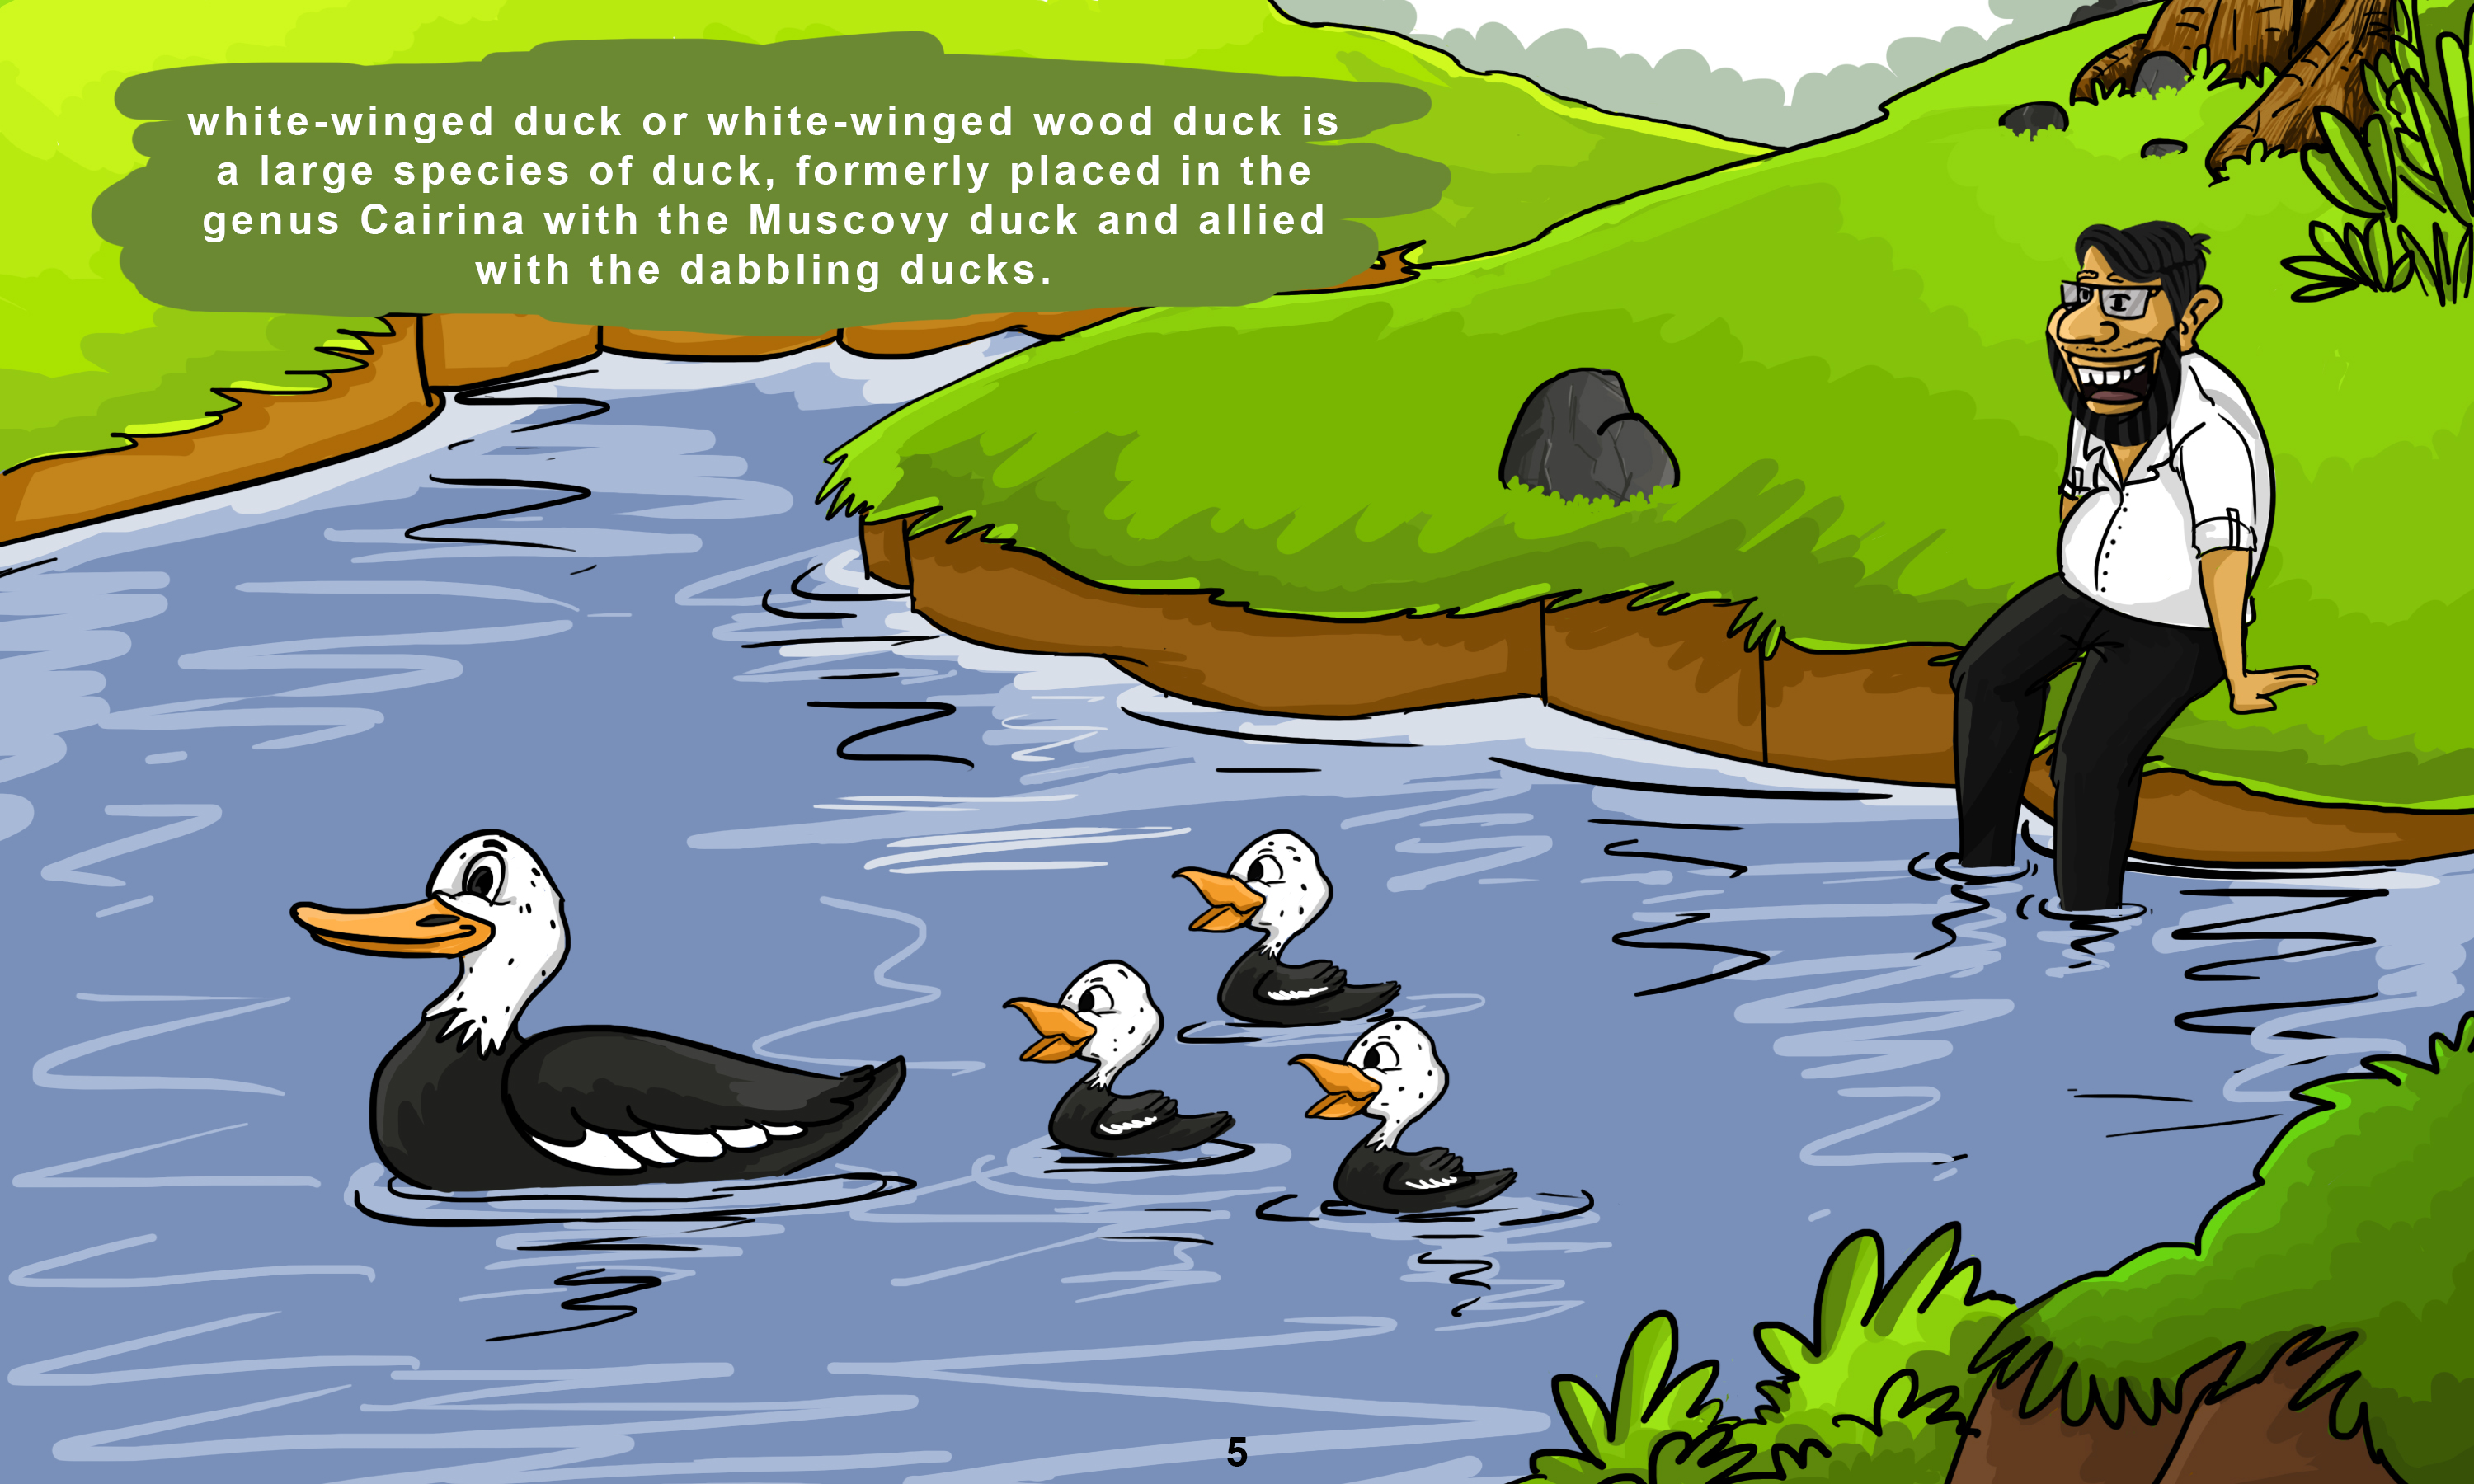 white-winged duck or white-winged wood duck is
a large species of duck, formerly placed in the
genus Cairina with the Muscovy duck and allied
with the dabbling ducks.
5